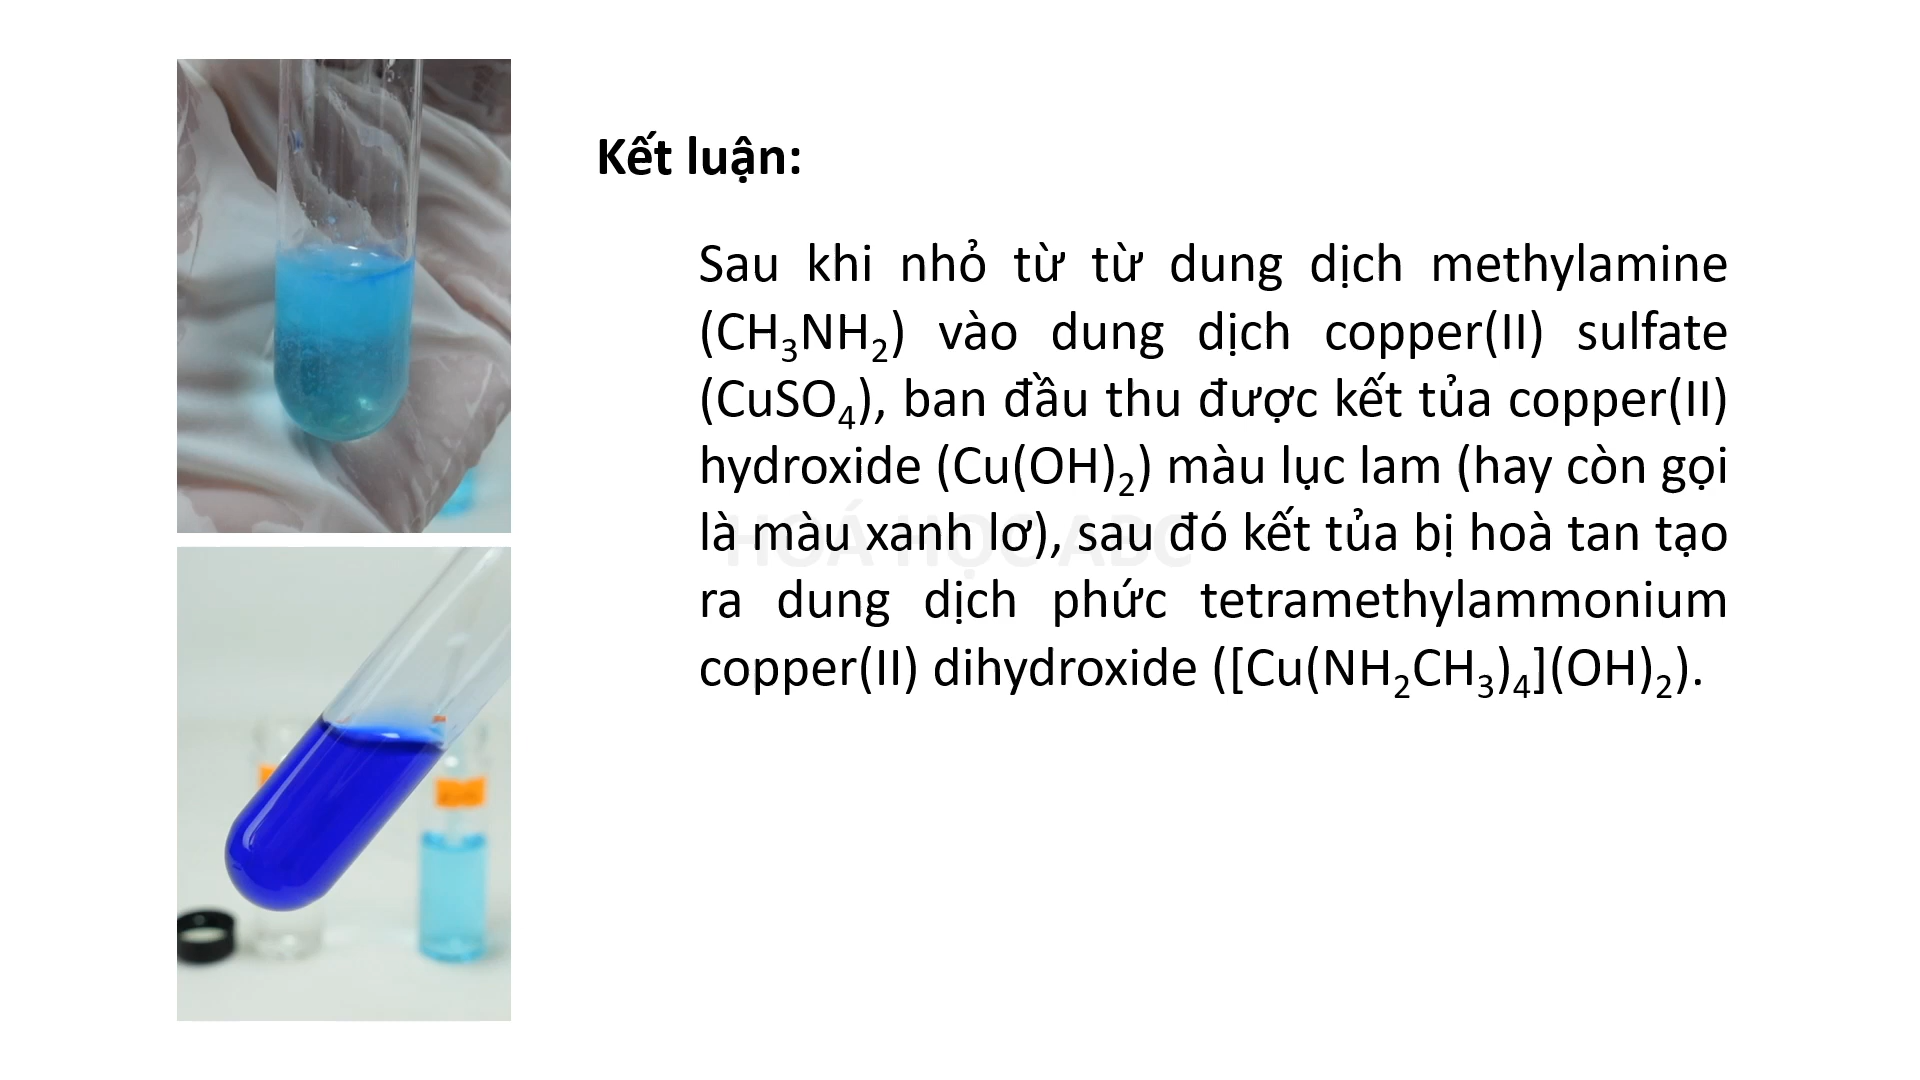 Kết luận:
Sau khi nhỏ từ từ dung dịch methylamine
(CH₃NH₂) vào dung dịch copper(II) sulfate
(CuSO₄), ban đầu thu được kết tủa copper(II)
hydroxide (Cu(OH)₂) màu lục lam (hay còn gọi
là màu xanh lơ), sau đó kết tủa bị hoà tan tạo
ra dung dịch phức tetramethylammonium
copper(II) dihydroxide ([Cu(NH₂CH₃)₄](OH)₂).
HOÁ HỌC ABC